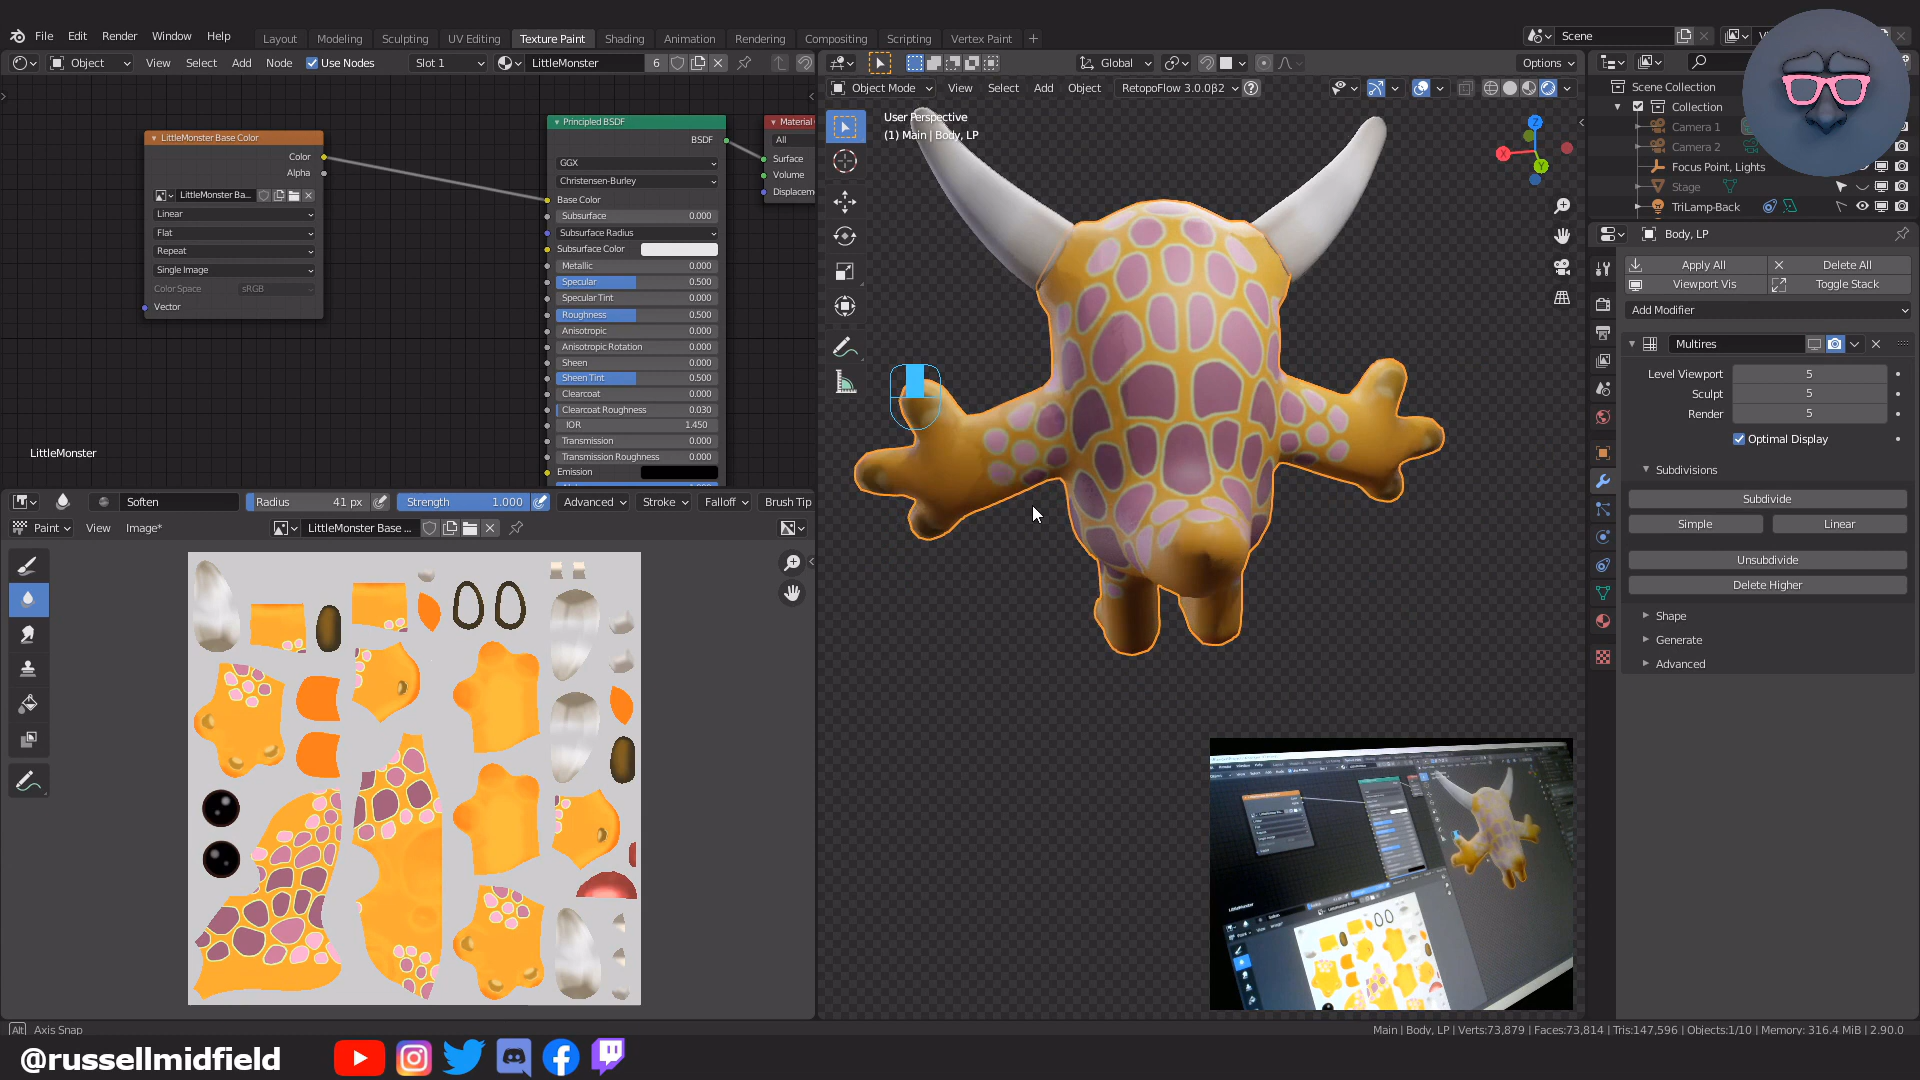 File Edit Render Window Help
Layout Modeling Sculpting UV Editing Texture Paint Shading Animation Rendering Compositing Scripting Vertex Paint +
Scene
Object View Select Add Node Use Nodes Slot 1 LittleMonster 6
Global Options
Object Mode View Select Add Object RetopoFlow 3.0.0β2
User Perspective
(1) Main | Body, LP
LittleMonster Base Color
Color
Alpha
LittleMonster Ba...
Linear
Flat
Repeat
Single Image
Color Space sRGB
Vector
LittleMonster
Principled BSDF
BSDF
GGX
Christensen-Burley
Base Color
Subsurface 0.000
Subsurface Radius
Subsurface Color
Metallic 0.000
Specular 0.500
Specular Tint 0.000
Roughness 0.500
Anisotropic 0.000
Anisotropic Rotation 0.000
Sheen 0.000
Sheen Tint 0.500
Clearcoat 0.000
Clearcoat Roughness 0.030
IOR 1.450
Transmission 0.000
Transmission Roughness 0.000
Emission
Material
All
Surface
Volume
Displacem
Soften Radius 41 px Strength 1.000 Advanced Stroke Falloff Brush Tip
Paint View Image* LittleMonster Base ...
X
Y
Z
Scene Collection
Collection
Camera 1
Camera 2
Focus Point, Lights
Stage
TriLamp-Back
Body, LP
Apply All Delete All
Viewport Vis Toggle Stack
Add Modifier
Multires
Level Viewport 5
Sculpt 5
Render 5
Optimal Display
Subdivisions
Subdivide
Simple Linear
Unsubdivide
Delete Higher
Shape
Generate
Advanced
Alt Axis Snap
Main | Body, LP | Verts:73,879 | Faces:73,814 | Tris:147,596 | Objects:1/10 | Memory: 316.4 MiB | 2.90.0
@russellmidfield